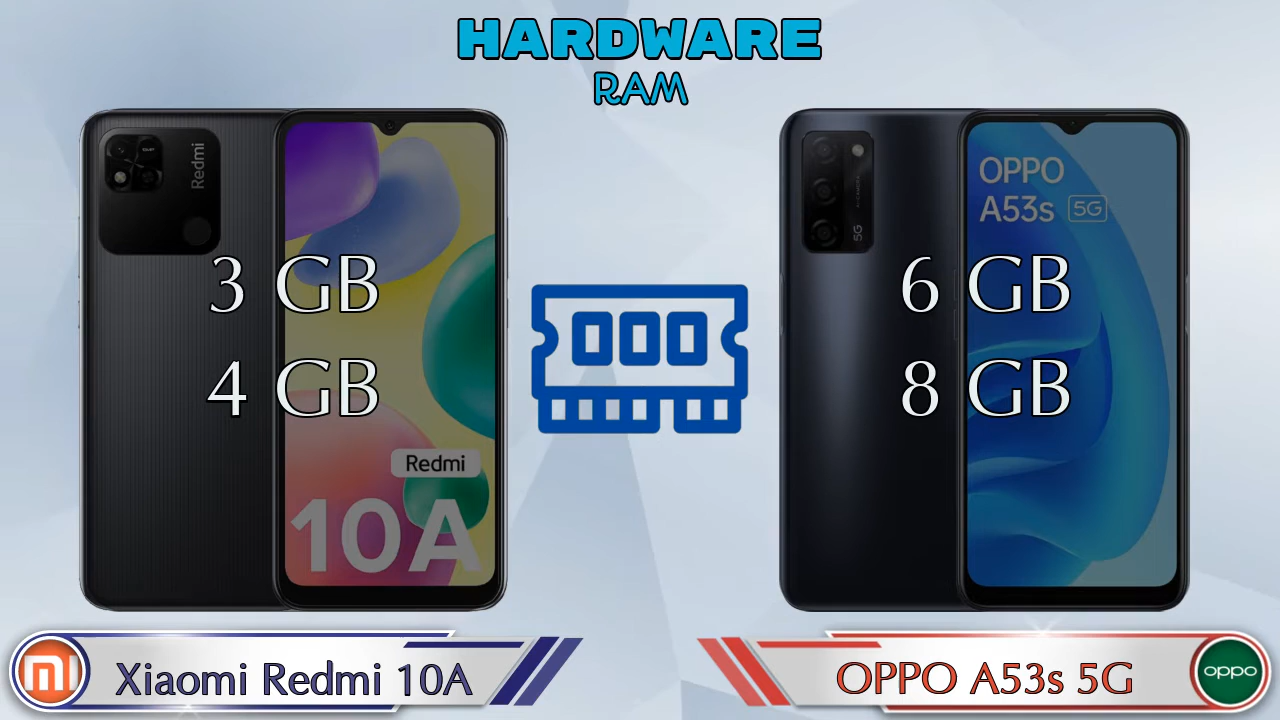 HARDWARE
RAM
Redmi
3 GB
4 GB
Redmi
10A
OPPO
A53s 5G
5G
6 GB
8 GB
Xiaomi Redmi 10A
OPPO A53s 5G
oppo